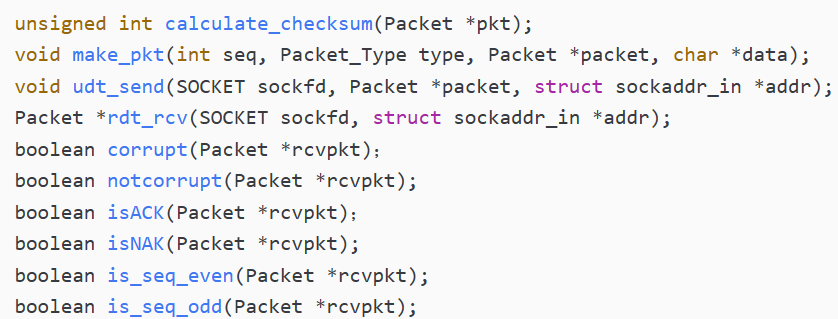 unsigned int calculate_checksum(Packet *pkt);
void make_pkt(int seq, Packet_Type type, Packet *packet, char *data);
void udt_send(SOCKET sockfd, Packet *packet, struct sockaddr_in *addr);
Packet *rdt_rcv(SOCKET sockfd, struct sockaddr_in *addr);
boolean corrupt(Packet *rcvpkt);
boolean notcorrupt(Packet *rcvpkt);
boolean isACK(Packet *rcvpkt);
boolean isNAK(Packet *rcvpkt);
boolean is_seq_even(Packet *rcvpkt);
boolean is_seq_odd(Packet *rcvpkt);